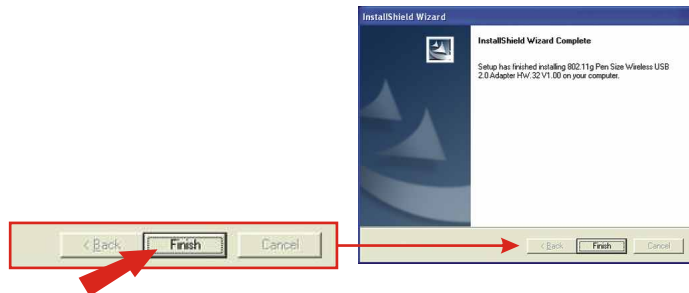 InstallShield Wizard
InstallShield Wizard Complete
Setup has finished installing 802.11g Pen Size Wireless USB
2.0 Adapter HW.32 V1.00 on your computer.
< Back Finish Cancel
< Back Finish Cancel